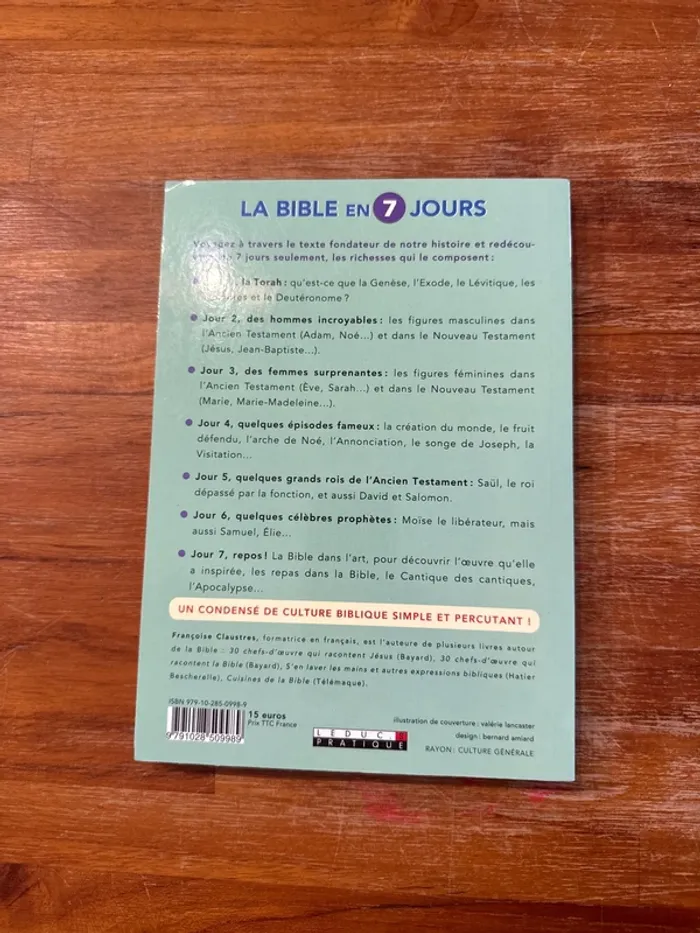 LA BIBLE EN 7 JOURS
Voyagez à travers le texte fondateur de notre histoire et redécou-
7 jours seulement, les richesses qui le composent :
la Torah : qu'est-ce que la Genèse, l'Exode, le Lévitique, les
et le Deutéronome ?
Jour 2, des hommes incroyables : les figures masculines dans
l'Ancien Testament (Adam, Noé...) et dans le Nouveau Testament
(Jésus, Jean-Baptiste...).
Jour 3, des femmes surprenantes : les figures féminines dans
l'Ancien Testament (Ève, Sarah...) et dans le Nouveau Testament
(Marie, Marie-Madeleine...).
Jour 4, quelques épisodes fameux : la création du monde, le fruit
défendu, l'arche de Noé, l'Annonciation, le songe de Joseph, la
Visitation...
Jour 5, quelques grands rois de l'Ancien Testament : Saül, le roi
dépassé par la fonction, et aussi David et Salomon.
Jour 6, quelques célèbres prophètes : Moïse le libérateur, mais
aussi Samuel, Élie...
Jour 7, repos ! La Bible dans l'art, pour découvrir l'œuvre qu'elle
a inspirée, les repas dans la Bible, le Cantique des cantiques,
l'Apocalypse...
UN CONDENSÉ DE CULTURE BIBLIQUE SIMPLE ET PERCUTANT !
Françoise Claustres, formatrice en français, est l'auteure de plusieurs livres autour
de la Bible : 30 chefs-d'œuvre qui racontent Jésus (Bayard), 30 chefs-d'œuvre qui
racontent la Bible (Bayard), S'en laver les mains et autres expressions bibliques (Hatier
Bescherelle), Cuisines de la Bible (Télémaque).
ISBN 979-10-285-0998-9
15 euros
Prix TTC France
9791028509989
LEDUC.S
PRATIQUE
illustration de couverture : valérie lancaster
design : bernard amiard
RAYON : CULTURE GÉNÉRALE